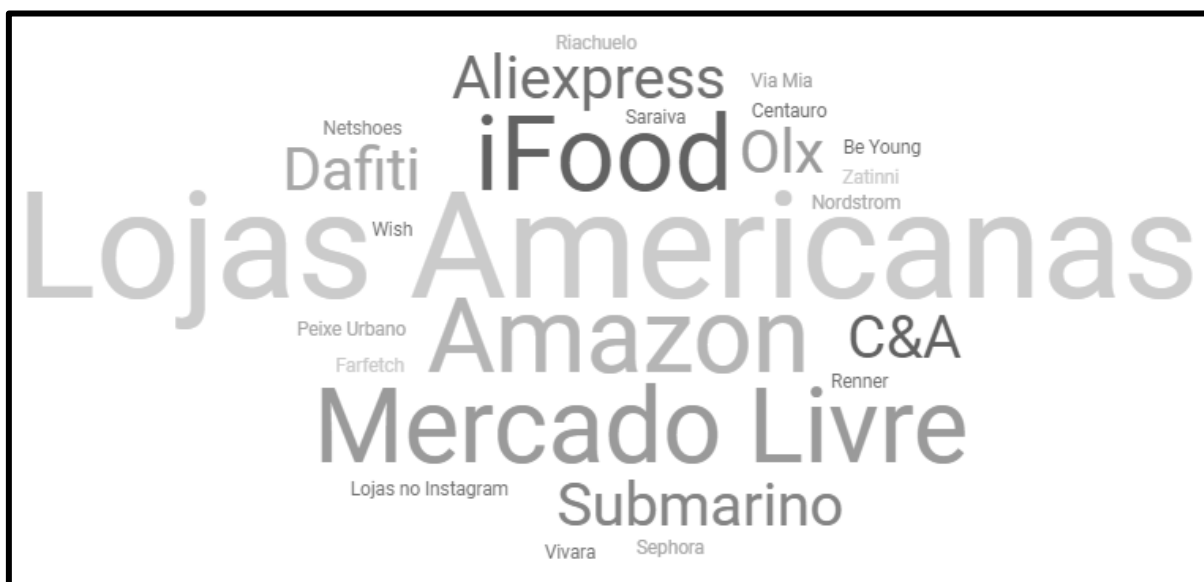 Riachuelo
Aliexpress
Via Mia
Saraiva
Centauro
Netshoes
iFood
Olx
Be Young
Dafiti
Zatinni
Nordstrom
Lojas Americanas
Wish
Peixe Urbano
Amazon
C&A
Farfetch
Renner
Mercado Livre
Lojas no Instagram
Submarino
Vivara
Sephora